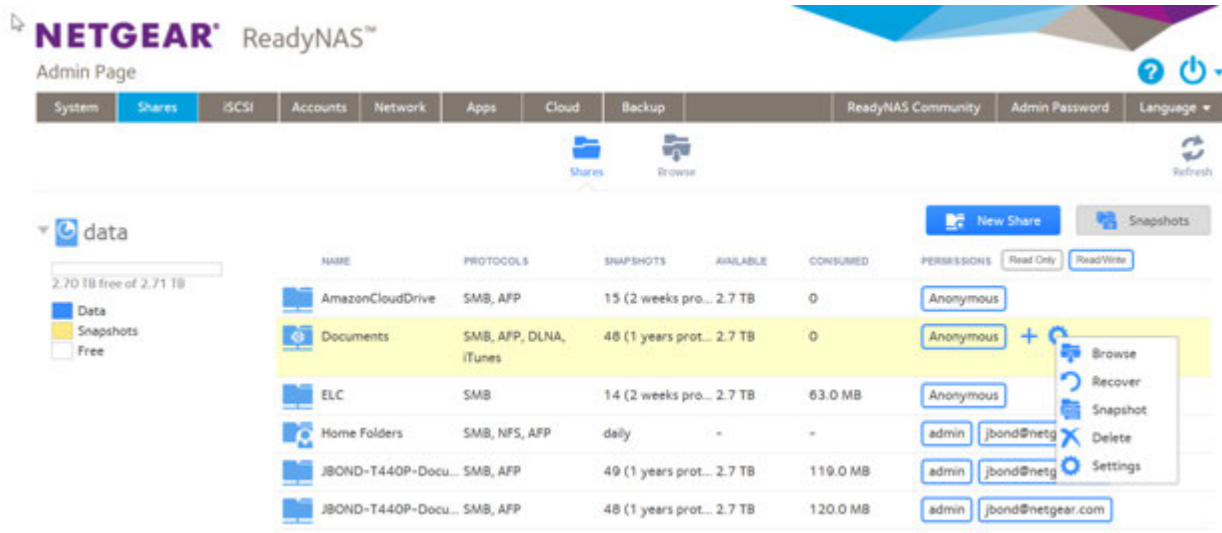 NETGEAR® ReadyNAS™
Admin Page
System Shares iSCSI Accounts Network Apps Cloud Backup ReadyNAS Community Admin Password Language
Shares Browse Refresh
data
New Share Snapshots
NAME PROTOCOLS SNAPSHOTS AVAILABLE CONSUMED PERMISSIONS Read Only Read/Write
2.70 TB free of 2.71 TB
Data
Snapshots
Free
AmazonCloudDrive SMB, AFP 15 (2 weeks pro... 2.7 TB 0 Anonymous
Documents SMB, AFP, DLNA, 48 (1 years prot... 2.7 TB 0 Anonymous
iTunes
Browse
Recover
Snapshot
Delete
Settings
ELC SMB 14 (2 weeks pro... 2.7 TB 63.0 MB Anonymous
Home Folders SMB, NFS, AFP daily - - admin jbond@netg
JBOND-T440P-Docu... SMB, AFP 49 (1 years prot... 2.7 TB 119.0 MB admin jbond@netg
JBOND-T440P-Docu... SMB, AFP 48 (1 years prot... 2.7 TB 120.0 MB admin jbond@netgear.com